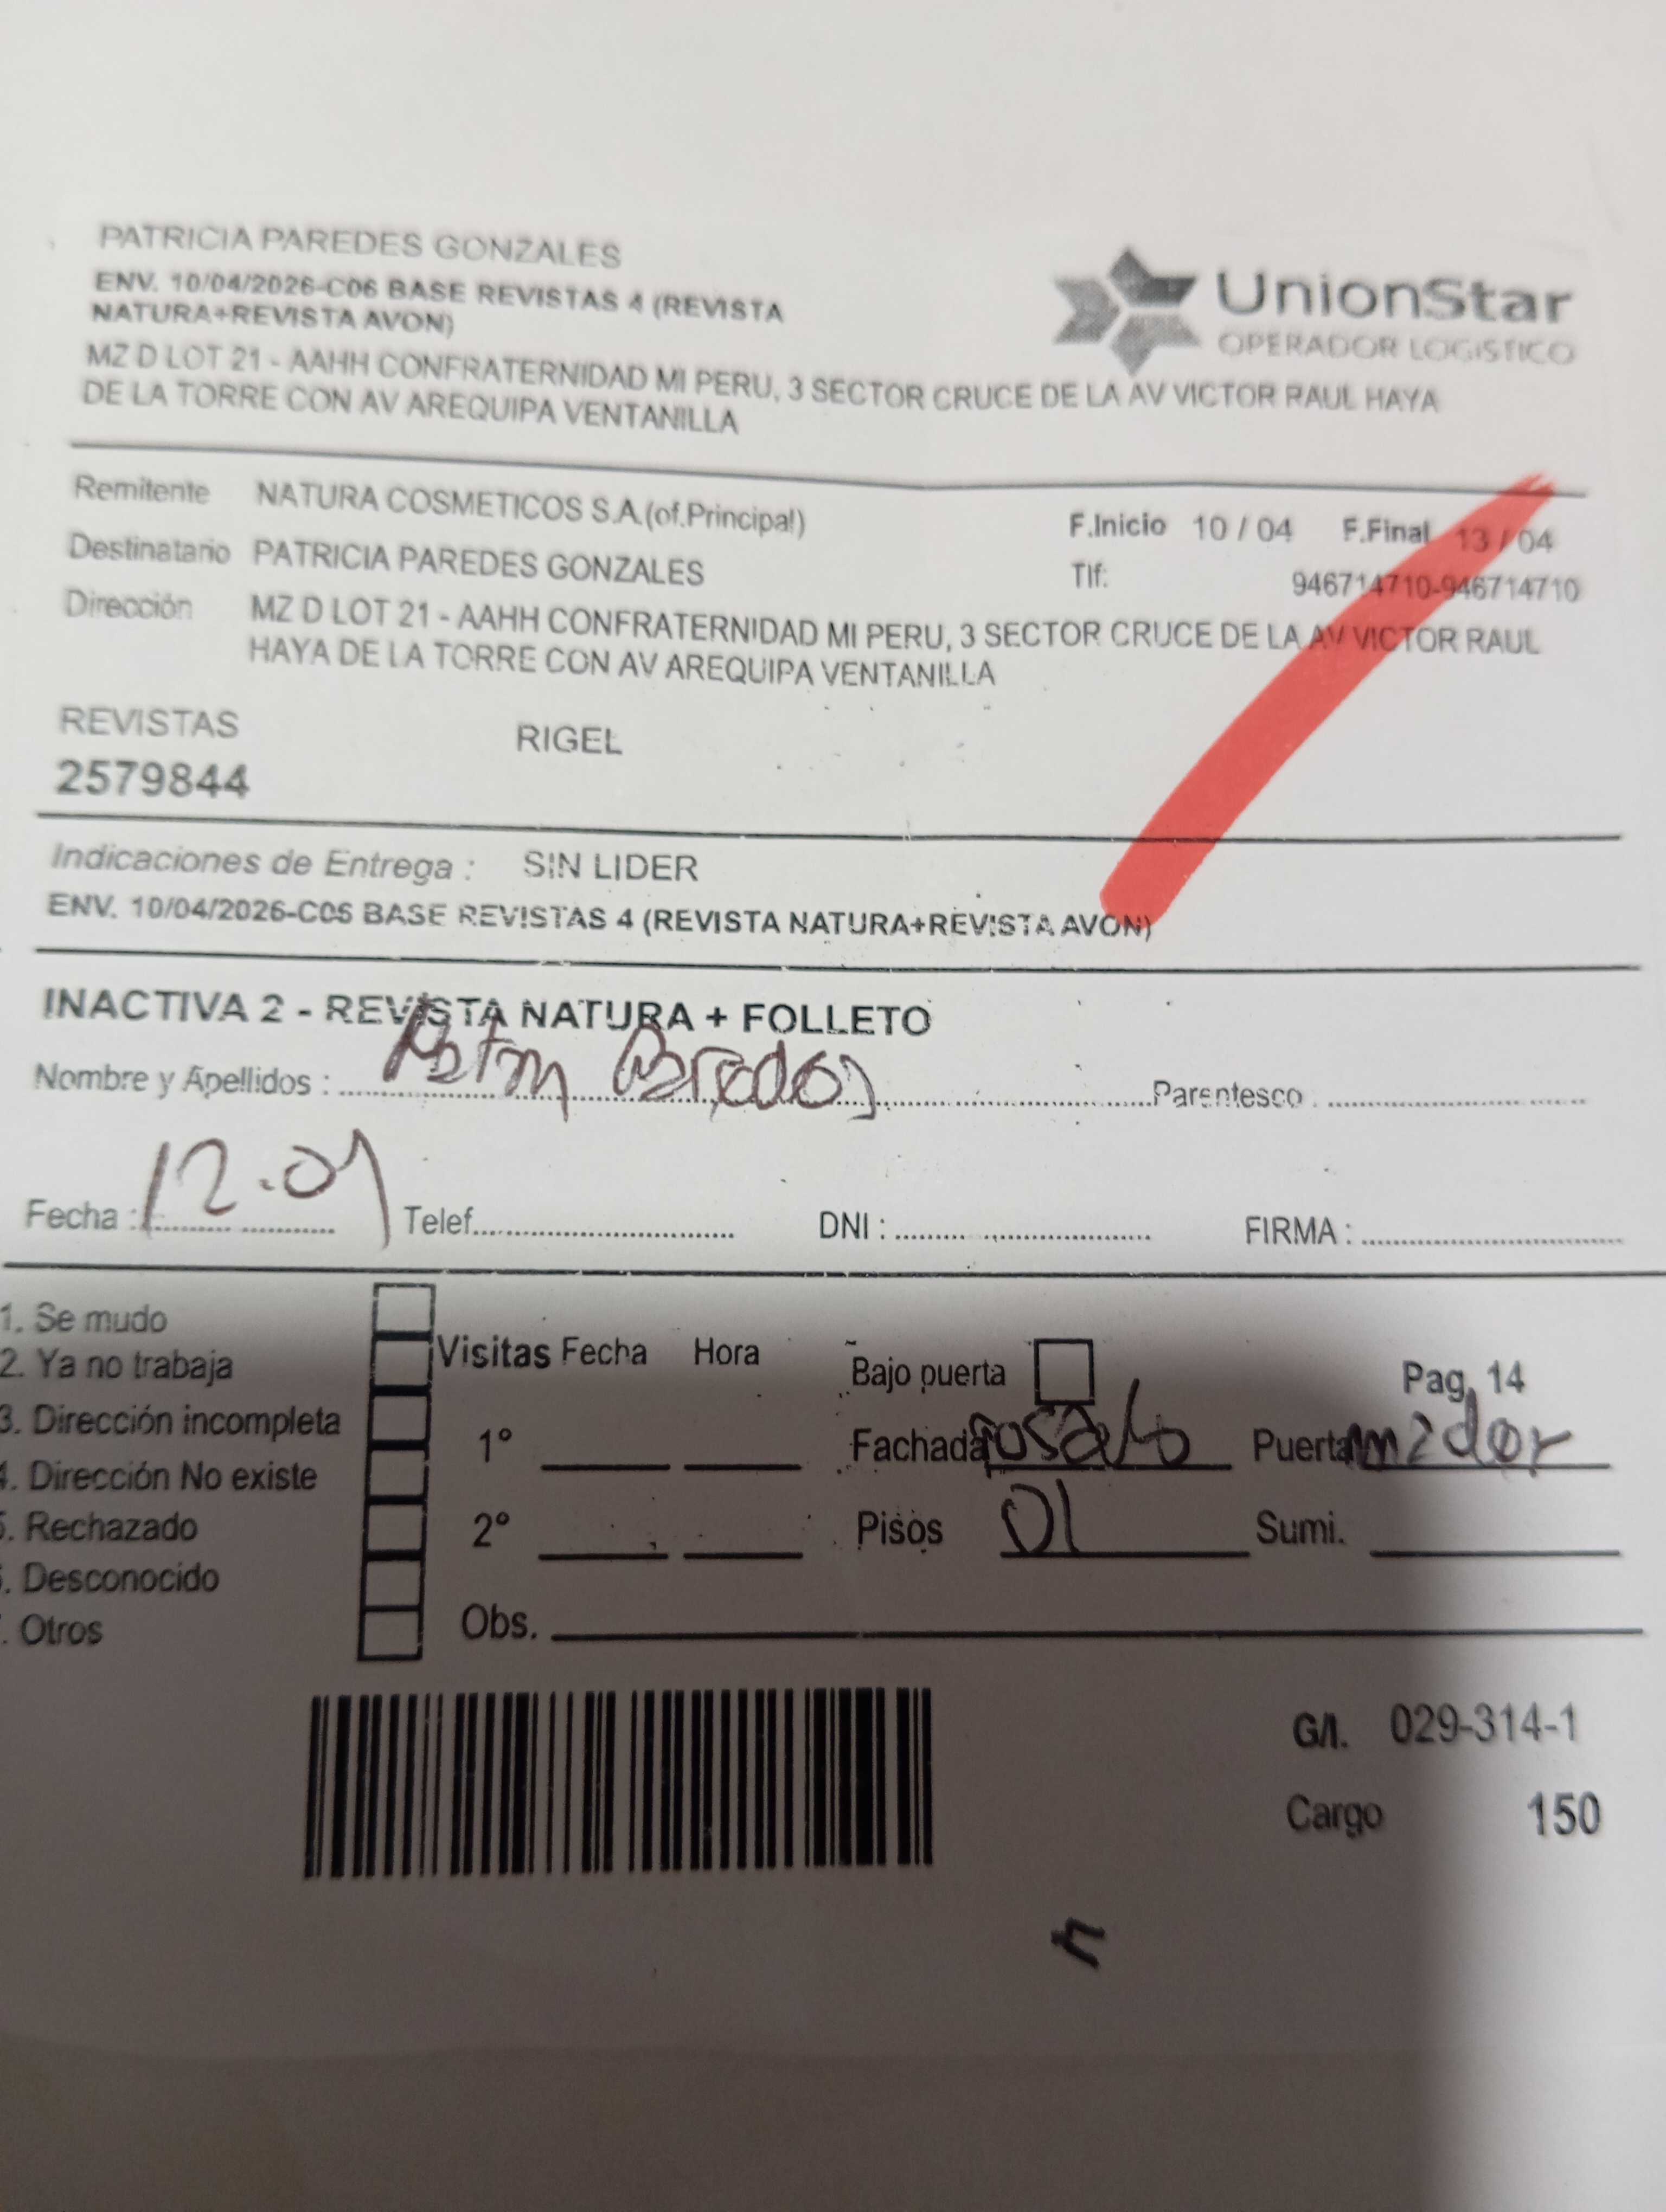 PATRICIA PAREDES GONZALES
ENV. 10/04/2026-C06 BASE REVISTAS 4 (REVISTA
NATURA+REVISTA AVON)
MZ D LOT 21 - AAHH CONFRATERNIDAD MI PERU, 3 SECTOR CRUCE DE LA AV VICTOR RAUL HAYA
DE LA TORRE CON AV AREQUIPA VENTANILLA
UnionStar
OPERADOR LOGISTICO
Remitente NATURA COSMETICOS S.A.(of.Principal)
F.Inicio 10 / 04 F.Final 13 / 04
Destinatario PATRICIA PAREDES GONZALES
Tlf: 946714710-946714710
Dirección MZ D LOT 21 - AAHH CONFRATERNIDAD MI PERU, 3 SECTOR CRUCE DE LA AV VICTOR RAUL
HAYA DE LA TORRE CON AV AREQUIPA VENTANILLA
REVISTAS RIGEL
2579844
Indicaciones de Entrega : SIN LIDER
ENV. 10/04/2026-C06 BASE REVISTAS 4 (REVISTA NATURA+REVISTA AVON)
INACTIVA 2 - REVISTA NATURA + FOLLETO
Nombre y Apellidos : Paredes Parentesco :
Fecha : 12.04 Telef. DNI : FIRMA :
1. Se mudo
2. Ya no trabaja
3. Dirección incompleta
4. Dirección No existe
5. Rechazado
6. Desconocido
. Otros
Visitas Fecha Hora
1°
2°
Obs.
Bajo puerta Pag. 14
Fachada Puerta
Pisos 01 Sumi.
G/I. 029-314-1
Cargo 150